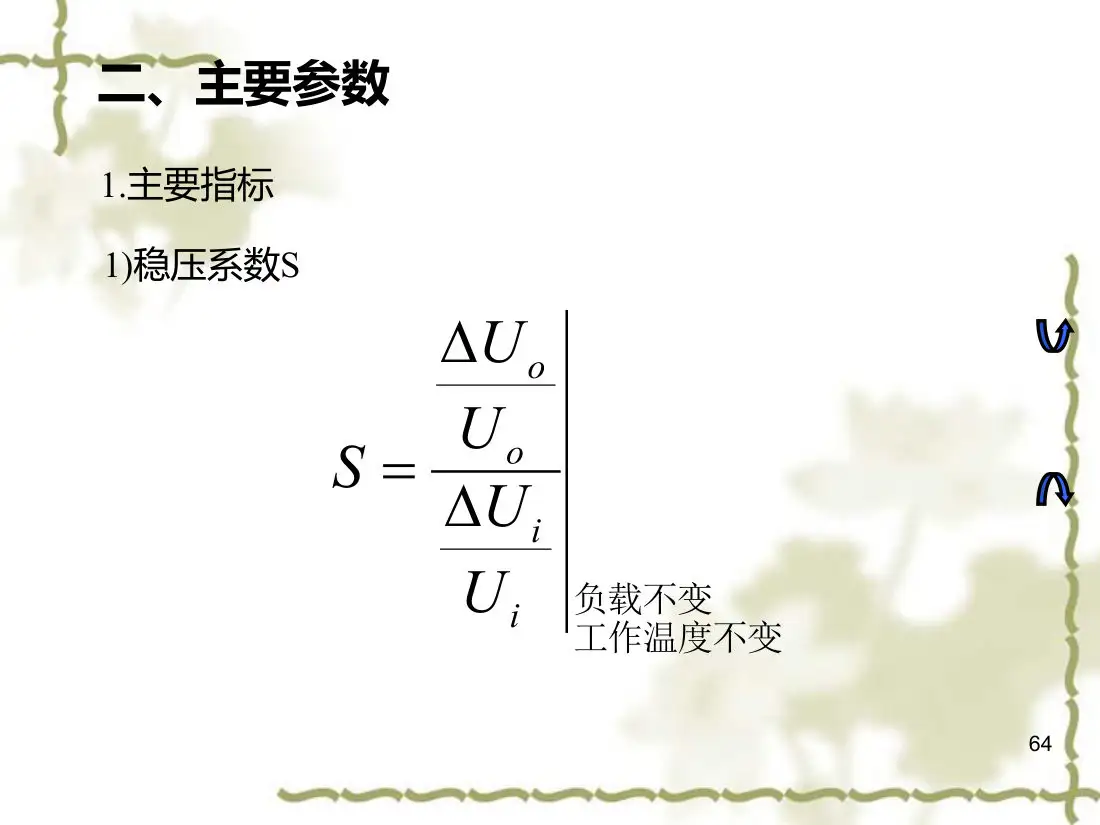 二、主要参数
1.主要指标
1)稳压系数S
ΔUo
Uo
S =
ΔUi
Ui
负载不变
工作温度不变
64